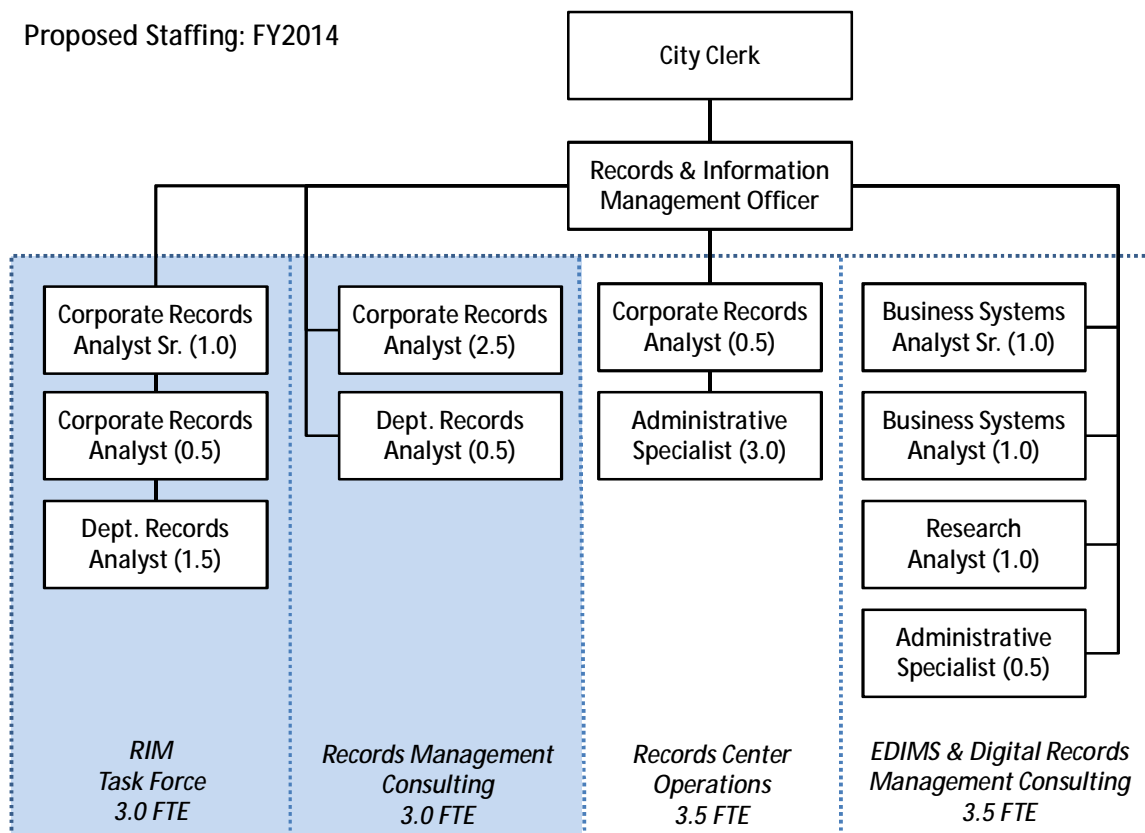 Proposed Staffing: FY2014
City Clerk
Records & Information
Management Officer
Corporate Records
Analyst Sr. (1.0)
Corporate Records
Analyst (0.5)
Dept. Records
Analyst (1.5)
RIM
Task Force
3.0 FTE
Corporate Records
Analyst (2.5)
Dept. Records
Analyst (0.5)
Records Management
Consulting
3.0 FTE
Corporate Records
Analyst (0.5)
Administrative
Specialist (3.0)
Records Center
Operations
3.5 FTE
Business Systems
Analyst Sr. (1.0)
Business Systems
Analyst (1.0)
Research
Analyst (1.0)
Administrative
Specialist (0.5)
EDIMS & Digital Records
Management Consulting
3.5 FTE